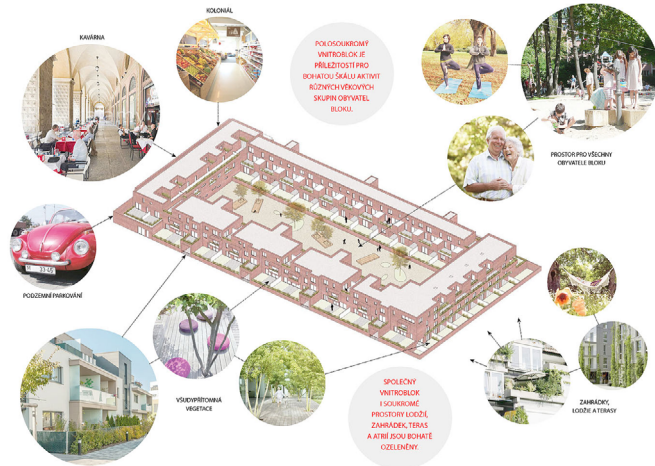 KOLONIÁL
KAVÁRNA
POLOSOUKROMÝ
VNITROBLOK JE
PŘÍLEŽITOSTÍ PRO
BOHATOU ŠKÁLU AKTIVIT
RŮZNÝCH VĚKOVÝCH
SKUPIN OBYVATEL
BLOKU.
PROSTOR PRO VŠECHNY
OBYVATELE BLOKU
PODZEMNÍ PARKOVÁNÍ
VŠUDYPŘÍTOMNÁ
VEGETACE
SPOLEČNÝ
VNITROBLOK
I SOUKROMÉ
PROSTORY LODŽIÍ,
ZAHRÁDEK, TERAS
A ATRIÍ JSOU BOHATĚ
OZELENĚNY.
ZAHRÁDKY,
LODŽIE A TERASY